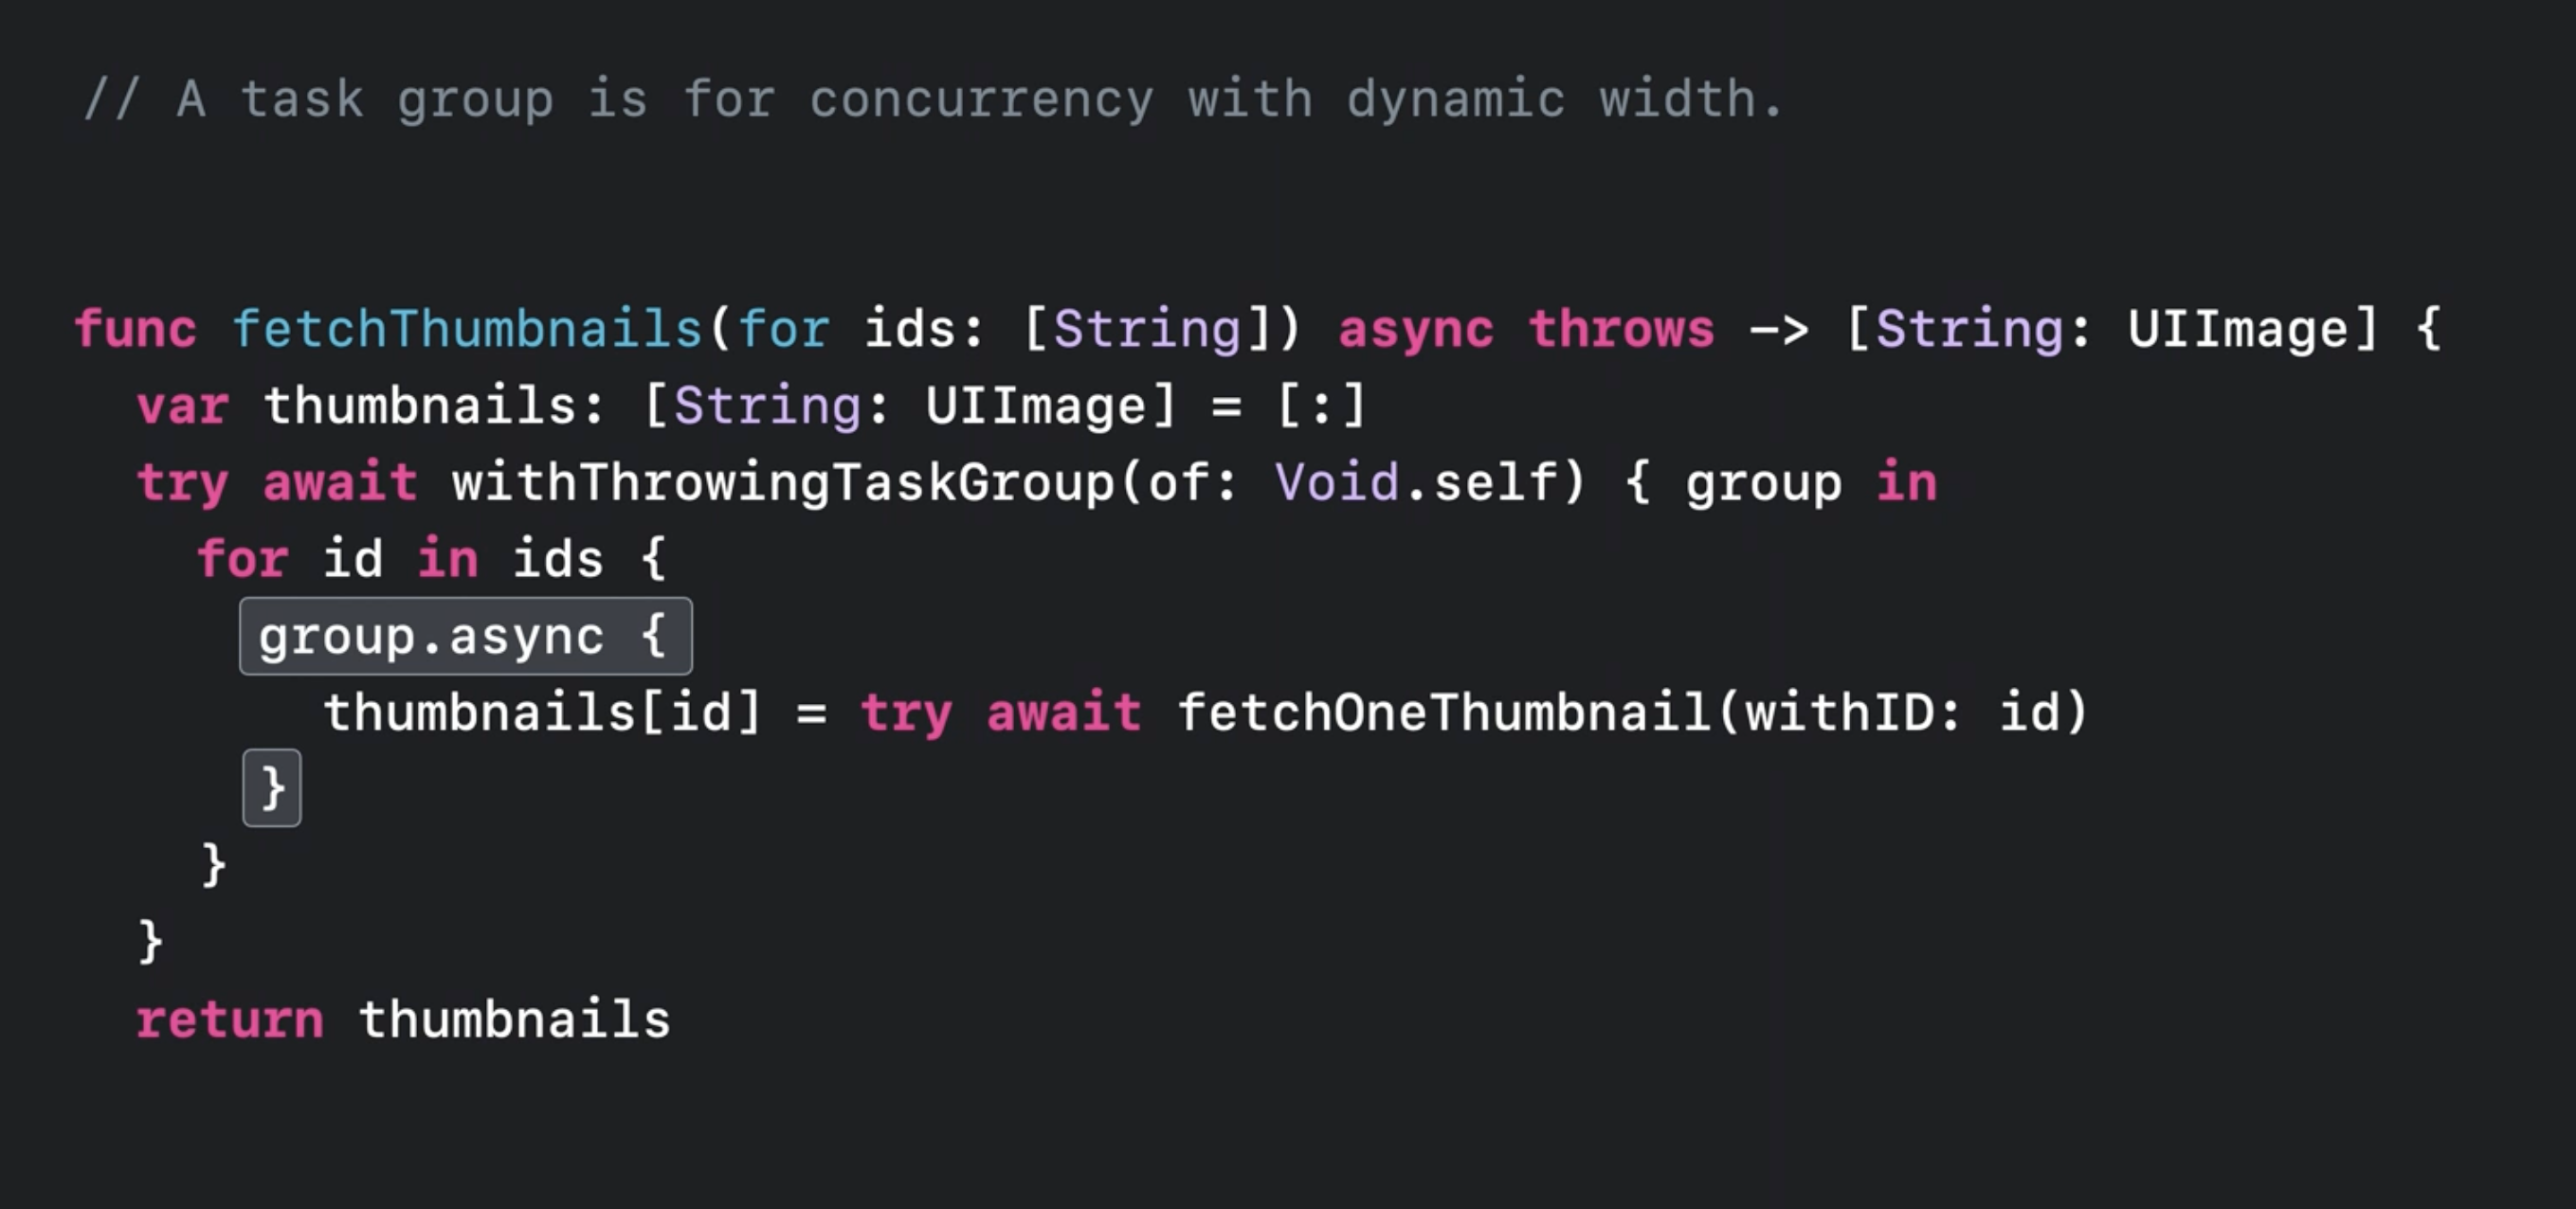 // A task group is for concurrency with dynamic width.
func fetchThumbnails(for ids: [String]) async throws -> [String: UIImage] {
var thumbnails: [String: UIImage] = [:]
try await withThrowingTaskGroup(of: Void.self) { group in
for id in ids {
group.async {
thumbnails[id] = try await fetchOneThumbnail(withID: id)
}
}
}
return thumbnails